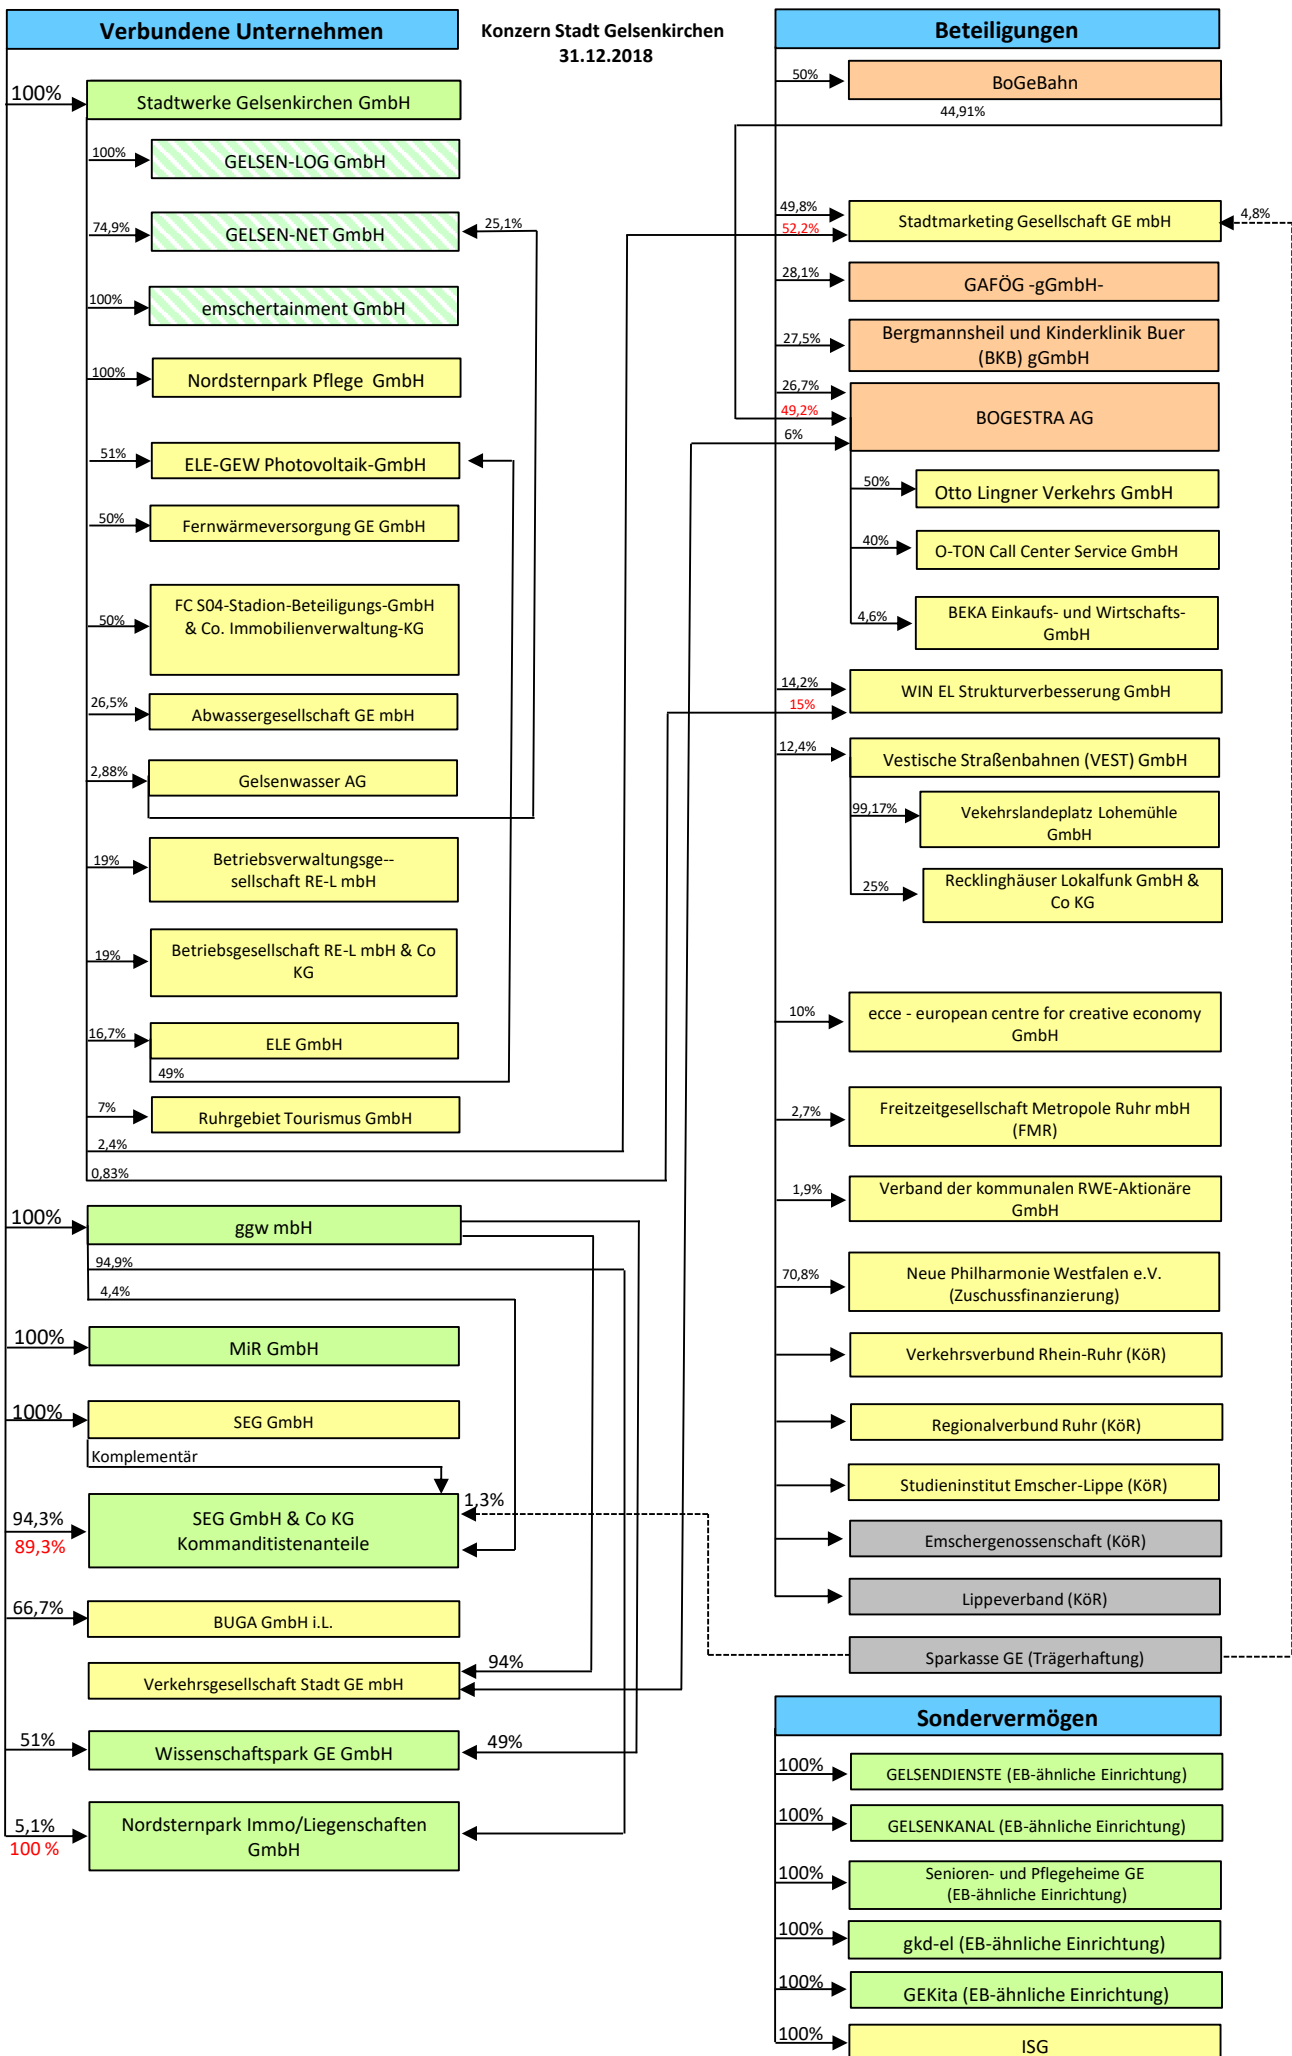 Verbundene Unternehmen
Konzern Stadt Gelsenkirchen
31.12.2018
100%
Stadtwerke Gelsenkirchen GmbH
100%
GELSEN-LOG GmbH
74,9%
GELSEN-NET GmbH
25,1%
100%
emschertainment GmbH
100%
Nordsternpark Pflege GmbH
51%
ELE-GEW Photovoltaik-GmbH
50%
Fernwärmeversorgung GE GmbH
50%
FC S04-Stadion-Beteiligungs-GmbH
& Co. Immobilienverwaltung-KG
26,5%
Abwassergesellschaft GE mbH
2,88%
Gelsenwasser AG
19%
Betriebsverwaltungsge--
sellschaft RE-L mbH
19%
Betriebsgesellschaft RE-L mbH & Co
KG
16,7%
ELE GmbH
49%
7%
Ruhrgebiet Tourismus GmbH
2,4%
0,83%
100%
ggw mbH
94,9%
4,4%
100%
MiR GmbH
100%
SEG GmbH
Komplementär
94,3%
89,3%
SEG GmbH & Co KG
Kommanditistenanteile
1,3%
66,7%
BUGA GmbH i.L.
Verkehrsgesellschaft Stadt GE mbH
94%
51%
Wissenschaftspark GE GmbH
49%
5,1%
100 %
Nordsternpark Immo/Liegenschaften
GmbH
Beteiligungen
50%
BoGeBahn
44,91%
49,8%
52,2%
Stadtmarketing Gesellschaft GE mbH
4,8%
28,1%
GAFÖG -gGmbH-
27,5%
Bergmannsheil und Kinderklinik Buer
(BKB) gGmbH
26,7%
49,2%
6%
BOGESTRA AG
50%
Otto Lingner Verkehrs GmbH
40%
O-TON Call Center Service GmbH
4,6%
BEKA Einkaufs- und Wirtschafts-
GmbH
14,2%
15%
WIN EL Strukturverbesserung GmbH
12,4%
Vestische Straßenbahnen (VEST) GmbH
99,17%
Vekehrslandeplatz Lohemühle
GmbH
25%
Recklinghäuser Lokalfunk GmbH &
Co KG
10%
ecce - european centre for creative economy
GmbH
2,7%
Freitzeitgesellschaft Metropole Ruhr mbH
(FMR)
1,9%
Verband der kommunalen RWE-Aktionäre
GmbH
70,8%
Neue Philharmonie Westfalen e.V.
(Zuschussfinanzierung)
Verkehrsverbund Rhein-Ruhr (KöR)
Regionalverbund Ruhr (KöR)
Studieninstitut Emscher-Lippe (KöR)
Emschergenossenschaft (KöR)
Lippeverband (KöR)
Sparkasse GE (Trägerhaftung)
Sondervermögen
100%
GELSENDIENSTE (EB-ähnliche Einrichtung)
100%
GELSENKANAL (EB-ähnliche Einrichtung)
100%
Senioren- und Pflegeheime GE
(EB-ähnliche Einrichtung)
100%
gkd-el (EB-ähnliche Einrichtung)
100%
GEKita (EB-ähnliche Einrichtung)
100%
ISG